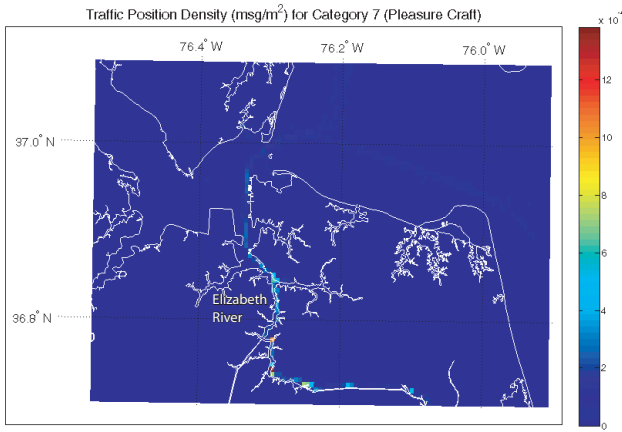 Traffic Position Density (msg/m²) for Category 7 (Pleasure Craft)
76.4° W
76.2° W
76.0° W
x 10⁻⁴
12
10
37.0° N
8
6
Elizabeth
River
4
36.8° N
2
0